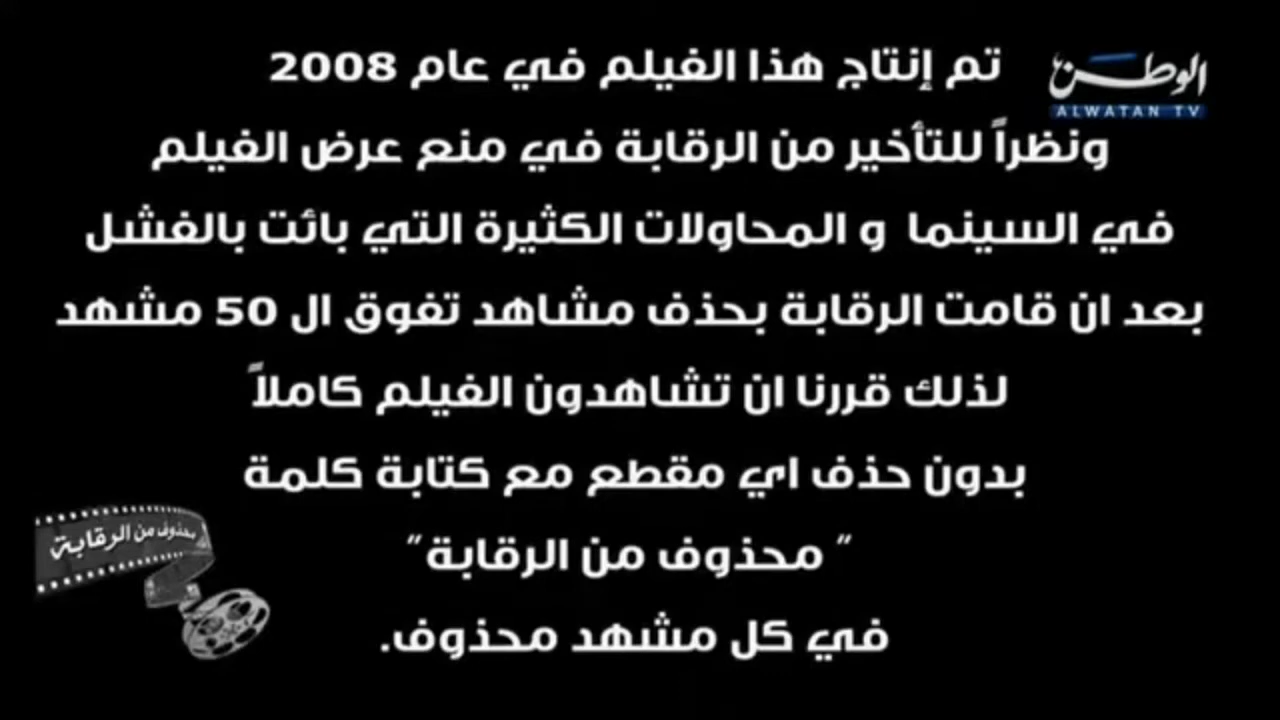 تم إنتاج هذا الفيلم في عام 2008
الوطن
ALWATAN TV
ونظراً للتأخير من الرقابة في منع عرض الفيلم
في السينما و المحاولات الكثيرة التي بائت بالفشل
بعد ان قامت الرقابة بحذف مشاهد تفوق ال 50 مشهد
لذلك قررنا ان تشاهدون الفيلم كاملاً
بدون حذف اي مقطع مع كتابة كلمة
" محذوف من الرقابة"
في كل مشهد محذوف.
محذوف من الرقابة